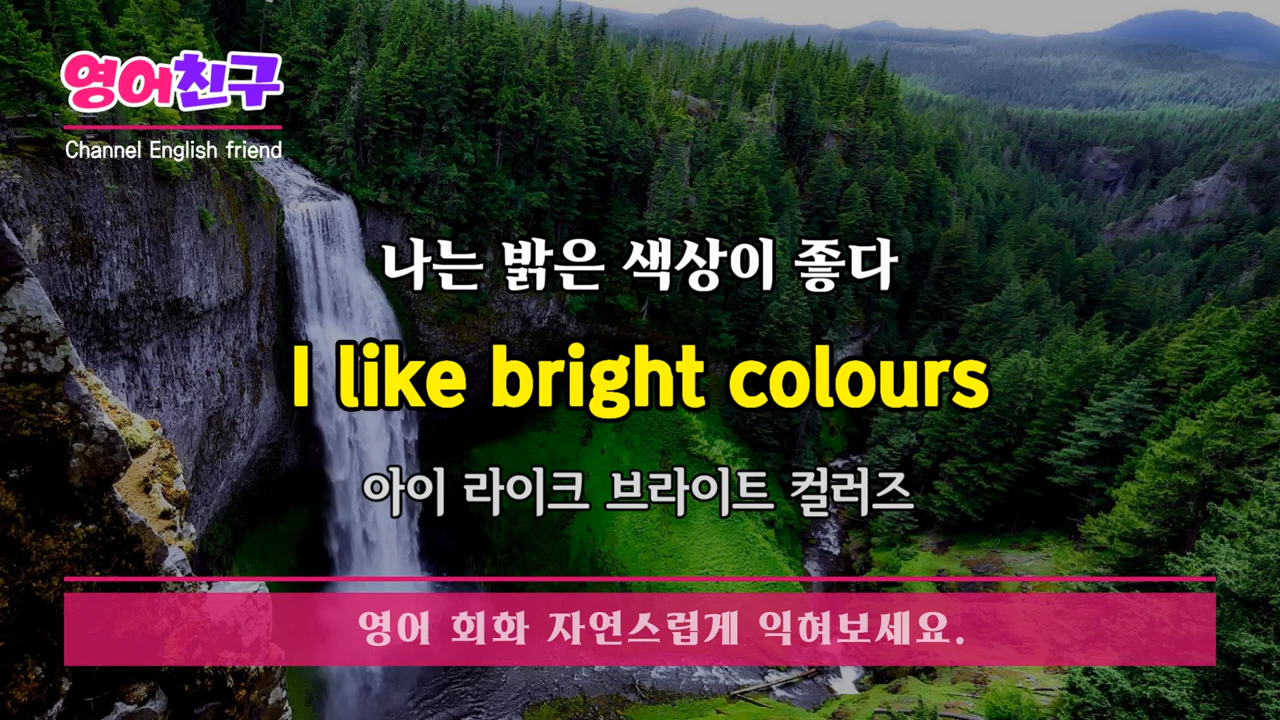 영어친구
Channel English friend
나는 밝은 색상이 좋다
I like bright colours
아이 라이크 브라이트 컬러즈
영어 회화 자연스럽게 익혀보세요.